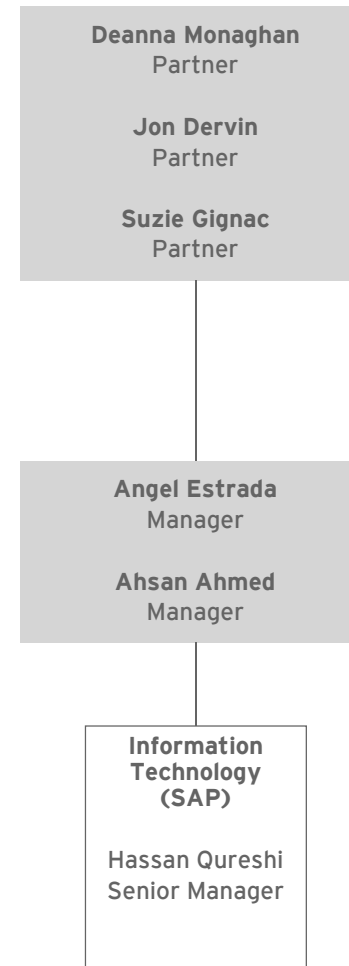 Deanna Monaghan
Partner
Jon Dervin
Partner
Suzie Gignac
Partner
Angel Estrada
Manager
Ahsan Ahmed
Manager
Information
Technology
(SAP)
Hassan Qureshi
Senior Manager